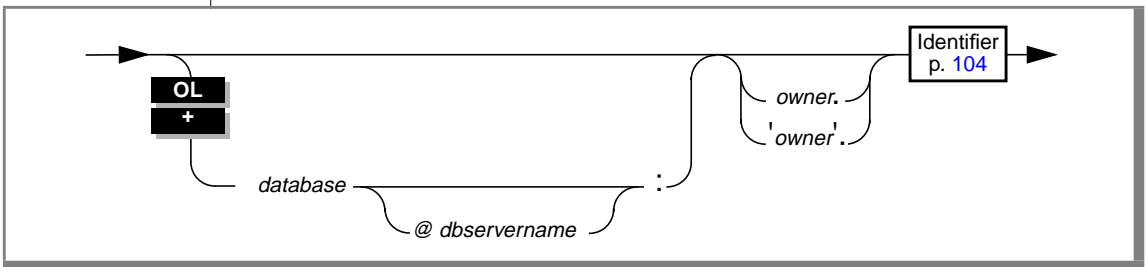 Identifier
p. 104
OL
+
owner.
'owner'.
database
:
@ dbservername